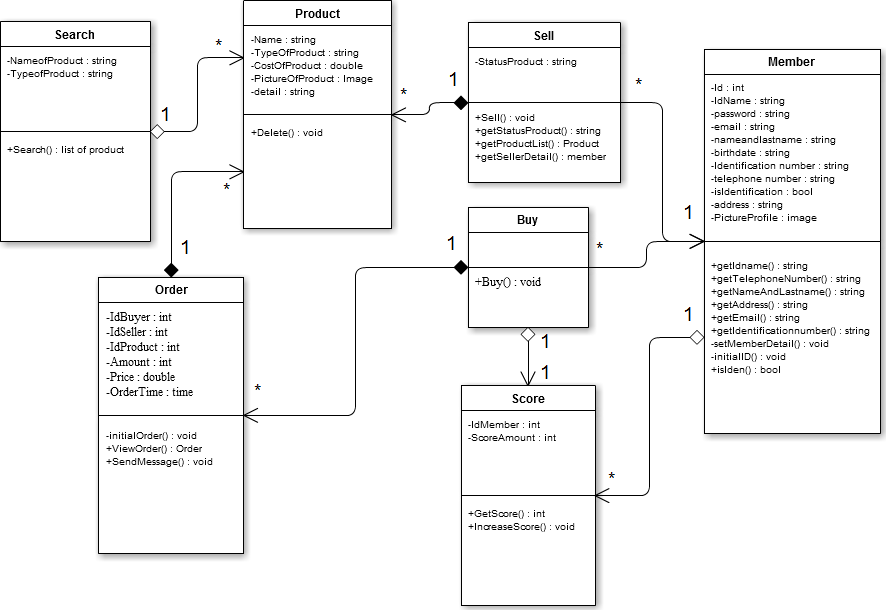 Search
-NameofProduct : string
-TypeofProduct : string
+Search() : list of product
1
*
Product
-Name : string
-TypeOfProduct : string
-CostOfProduct : double
-PictureOfProduct : Image
-detail : string
+Delete() : void
*
*
1
Sell
-StatusProduct : string
+Sell() : void
+getStatusProduct() : string
+getProductList() : Product
+getSellerDetail() : member
*
1
Member
-Id : int
-IdName : string
-password : string
-email : string
-nameandlastname : string
-birthdate : string
-Identification number : string
-telephone number : string
-isIdentification : bool
-address : string
-PictureProfile : image
+getIdname() : string
+getTelephoneNumber() : string
+getNameAndLastname() : string
+getAddress() : string
+getEmail() : string
+getIdentificationnumber() : string
-setMemberDetail() : void
-initialID() : void
+isIden() : bool
1
Buy
+Buy() : void
1
*
1
1
Order
-IdBuyer : int
-IdSeller : int
-IdProduct : int
-Amount : int
-Price : double
-OrderTime : time
-initialOrder() : void
+ViewOrder() : Order
+SendMessage() : void
1
*
Score
-IdMember : int
-ScoreAmount : int
+GetScore() : int
+IncreaseScore() : void
*